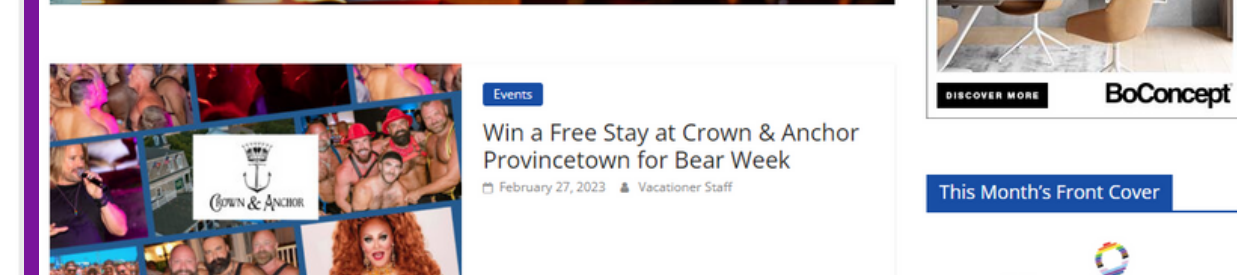 DISCOVER MORE
BoConcept
Events
Win a Free Stay at Crown & Anchor
Provincetown for Bear Week
February 27, 2023 Vacationer Staff
CROWN & ANCHOR
This Month's Front Cover